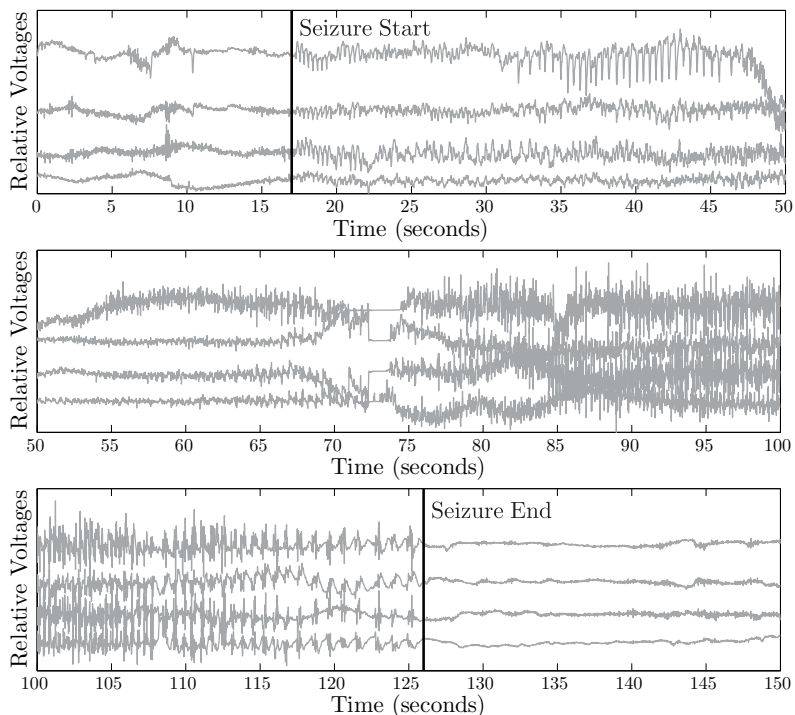 Relative Voltages
Seizure Start
0 5 10 15 20 25 30 35 40 45 50
Time (seconds)
Relative Voltages
50 55 60 65 70 75 80 85 90 95 100
Time (seconds)
Relative Voltages
Seizure End
100 105 110 115 120 125 130 135 140 145 150
Time (seconds)